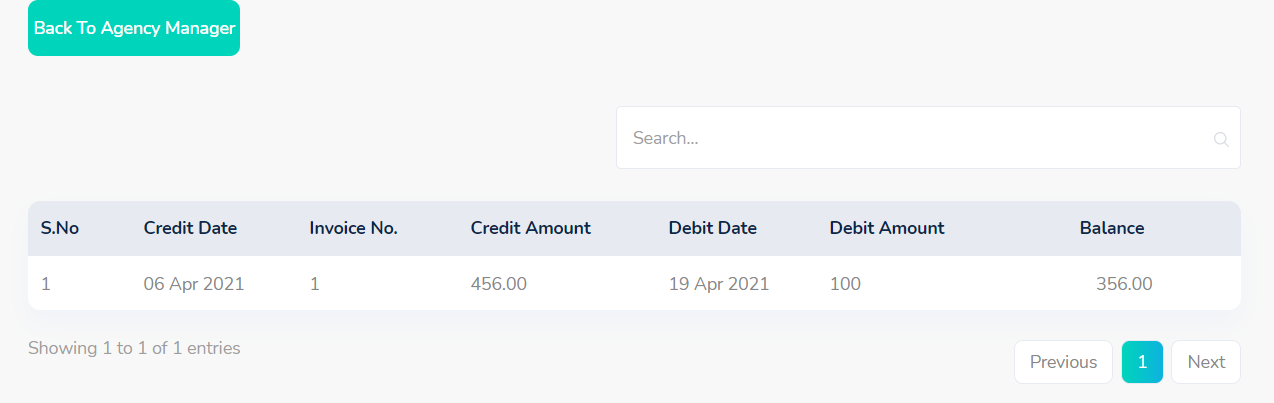 Back To Agency Manager
Search...
S.No Credit Date Invoice No. Credit Amount Debit Date Debit Amount Balance
1 06 Apr 2021 1 456.00 19 Apr 2021 100 356.00
Showing 1 to 1 of 1 entries
Previous 1 Next